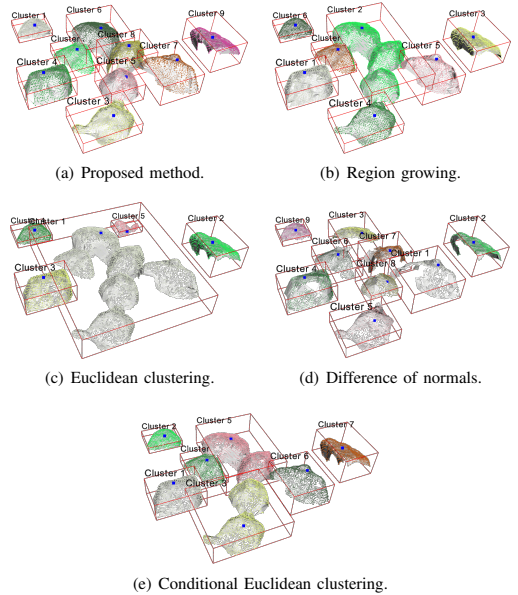 Cluster 1
Cluster 6
Cluster 9
Cluster
Cluster 8
Cluster 7
Cluster 4
Cluster 5
Cluster 3
(a) Proposed method.
Cluster 6
Cluster 2
Cluster 3
Cluster
Cluster 5
Cluster 1
Cluster 4
(b) Region growing.
Cluster 1
Cluster 5
Cluster 2
Cluster 3
(c) Euclidean clustering.
Cluster 9
Cluster 3
Cluster 2
Cluster 7
Cluster 6
Cluster 1
Cluster 8
Cluster 4
Cluster 5
(d) Difference of normals.
Cluster 2
Cluster 5
Cluster 7
Cluster
Cluster 6
Cluster 1
Cluster 3
(e) Conditional Euclidean clustering.